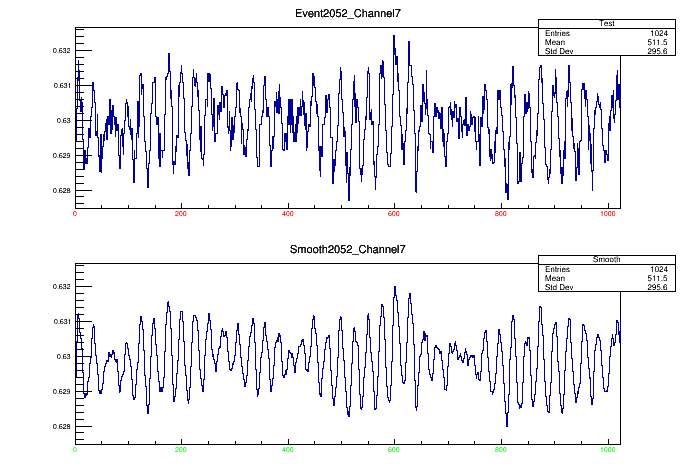 Event2052_Channel7
Test
Entries 1024
Mean 511.5
Std Dev 295.6
0.632
0.631
0.63
0.629
0.628
0 200 400 600 800 1000
Smooth2052_Channel7
Smooth
Entries 1024
Mean 511.5
Std Dev 295.6
0.632
0.631
0.63
0.629
0.628
0 200 400 600 800 1000